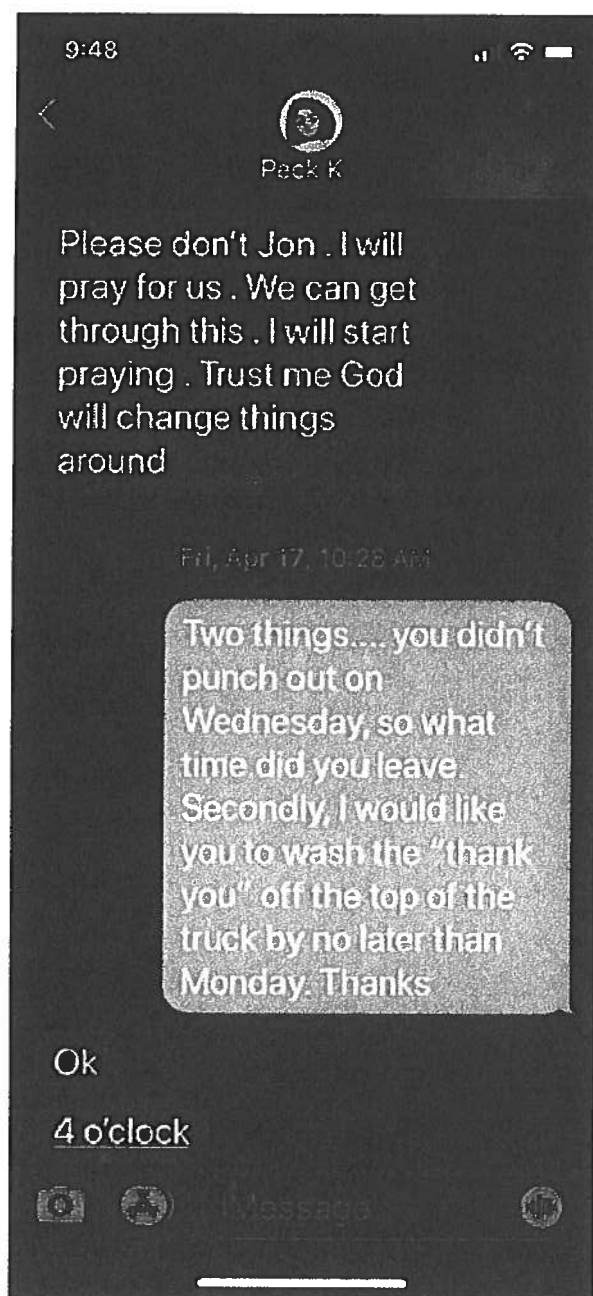 9:48
Peck K
Please don't Jon . I will
pray for us . We can get
through this . I will start
praying . Trust me God
will change things
around
Fri, Apr 17, 10:28 AM
Two things.... you didn't
punch out on
Wednesday, so what
time did you leave.
Secondly, I would like
you to wash the "thank
you" off the top of the
truck by no later than
Monday. Thanks
Ok
4 o'clock
iMessage